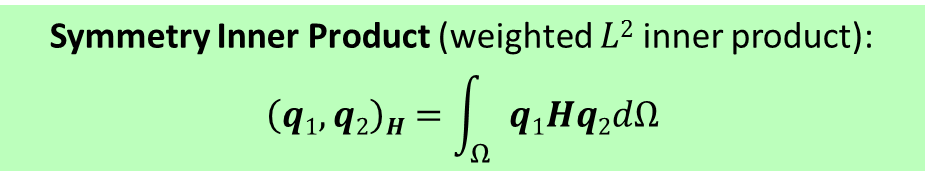 Symmetry Inner Product (weighted L² inner product):
(q₁, q₂)_H = ∫_Ω q₁Hq₂dΩ